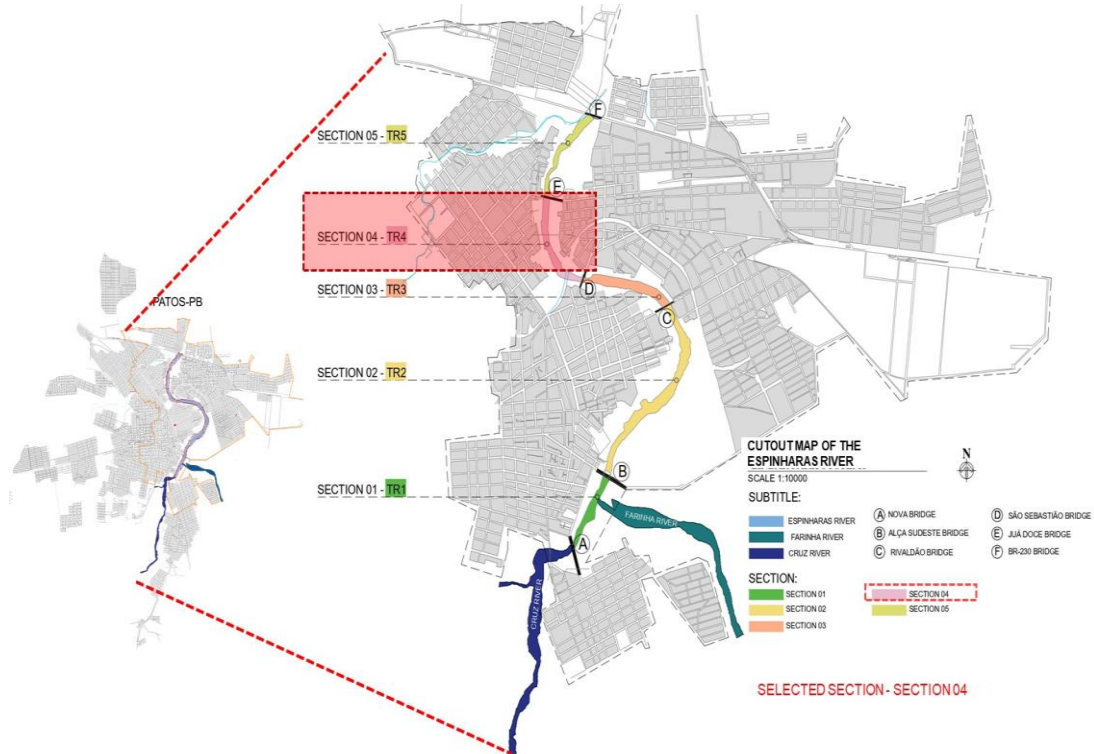 F
SECTION 05 - TR5
E
SECTION 04 - TR4
D
SECTION 03 - TR3
C
PATOS-PB
SECTION 02 - TR2
B
SECTION 01 - TR1
FARINHA RIVER
A
CRUZ RIVER
CUTOUT MAP OF THE
ESPINHARAS RIVER
SCALE 1:10000
N
SUBTITLE:
ESPINHARAS RIVER
FARINHA RIVER
CRUZ RIVER
A NOVA BRIDGE
B ALÇA SUDESTE BRIDGE
C RIVALDÃO BRIDGE
D SÃO SEBASTIÃO BRIDGE
E JUÁ DOCE BRIDGE
F BR-230 BRIDGE
SECTION:
SECTION 01
SECTION 02
SECTION 03
SECTION 04
SECTION 05
SELECTED SECTION - SECTION 04